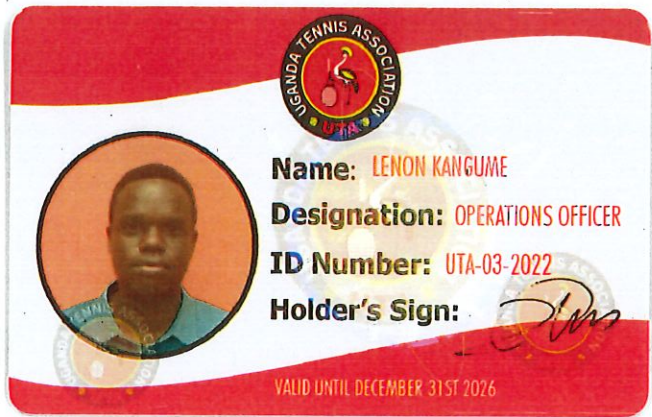 UGANDA TENNIS ASSOCIATION
UTA
Name: LENON KANGUME
Designation: OPERATIONS OFFICER
ID Number: UTA-03-2022
Holder's Sign:
VALID UNTIL DECEMBER 31ST 2026